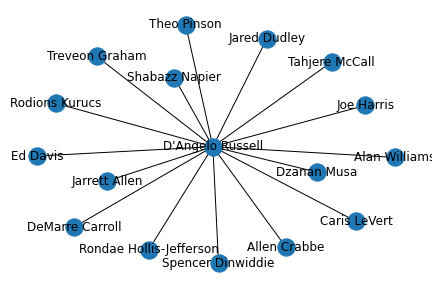 Theo Pinson
Jared Dudley
Treveon Graham
Tahjere McCall
Shabazz Napier
Rodions Kurucs
Joe Harris
D'Angelo Russell
Ed Davis
Alan Williams
Dzanan Musa
Jarrett Allen
Caris LeVert
DeMarre Carroll
Rondae Hollis-Jefferson
Allen Crabbe
Spencer Dinwiddie